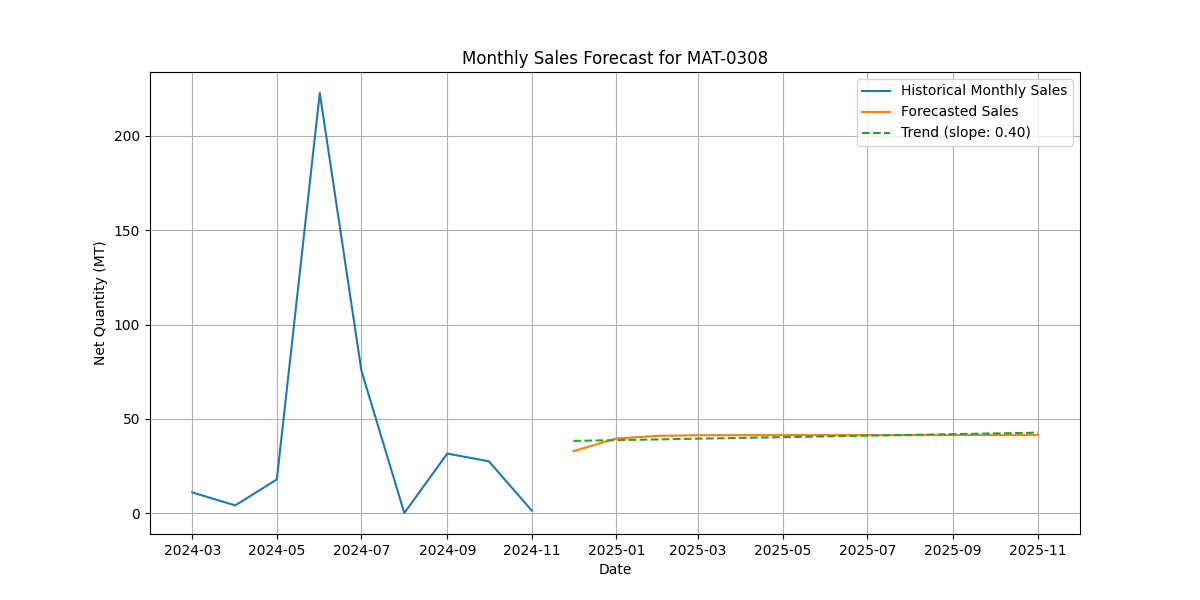 Monthly Sales Forecast for MAT-0308
Historical Monthly Sales
Forecasted Sales
Trend (slope: 0.40)
Net Quantity (MT)
200
150
100
50
0
2024-03 2024-05 2024-07 2024-09 2024-11 2025-01 2025-03 2025-05 2025-07 2025-09 2025-11
Date